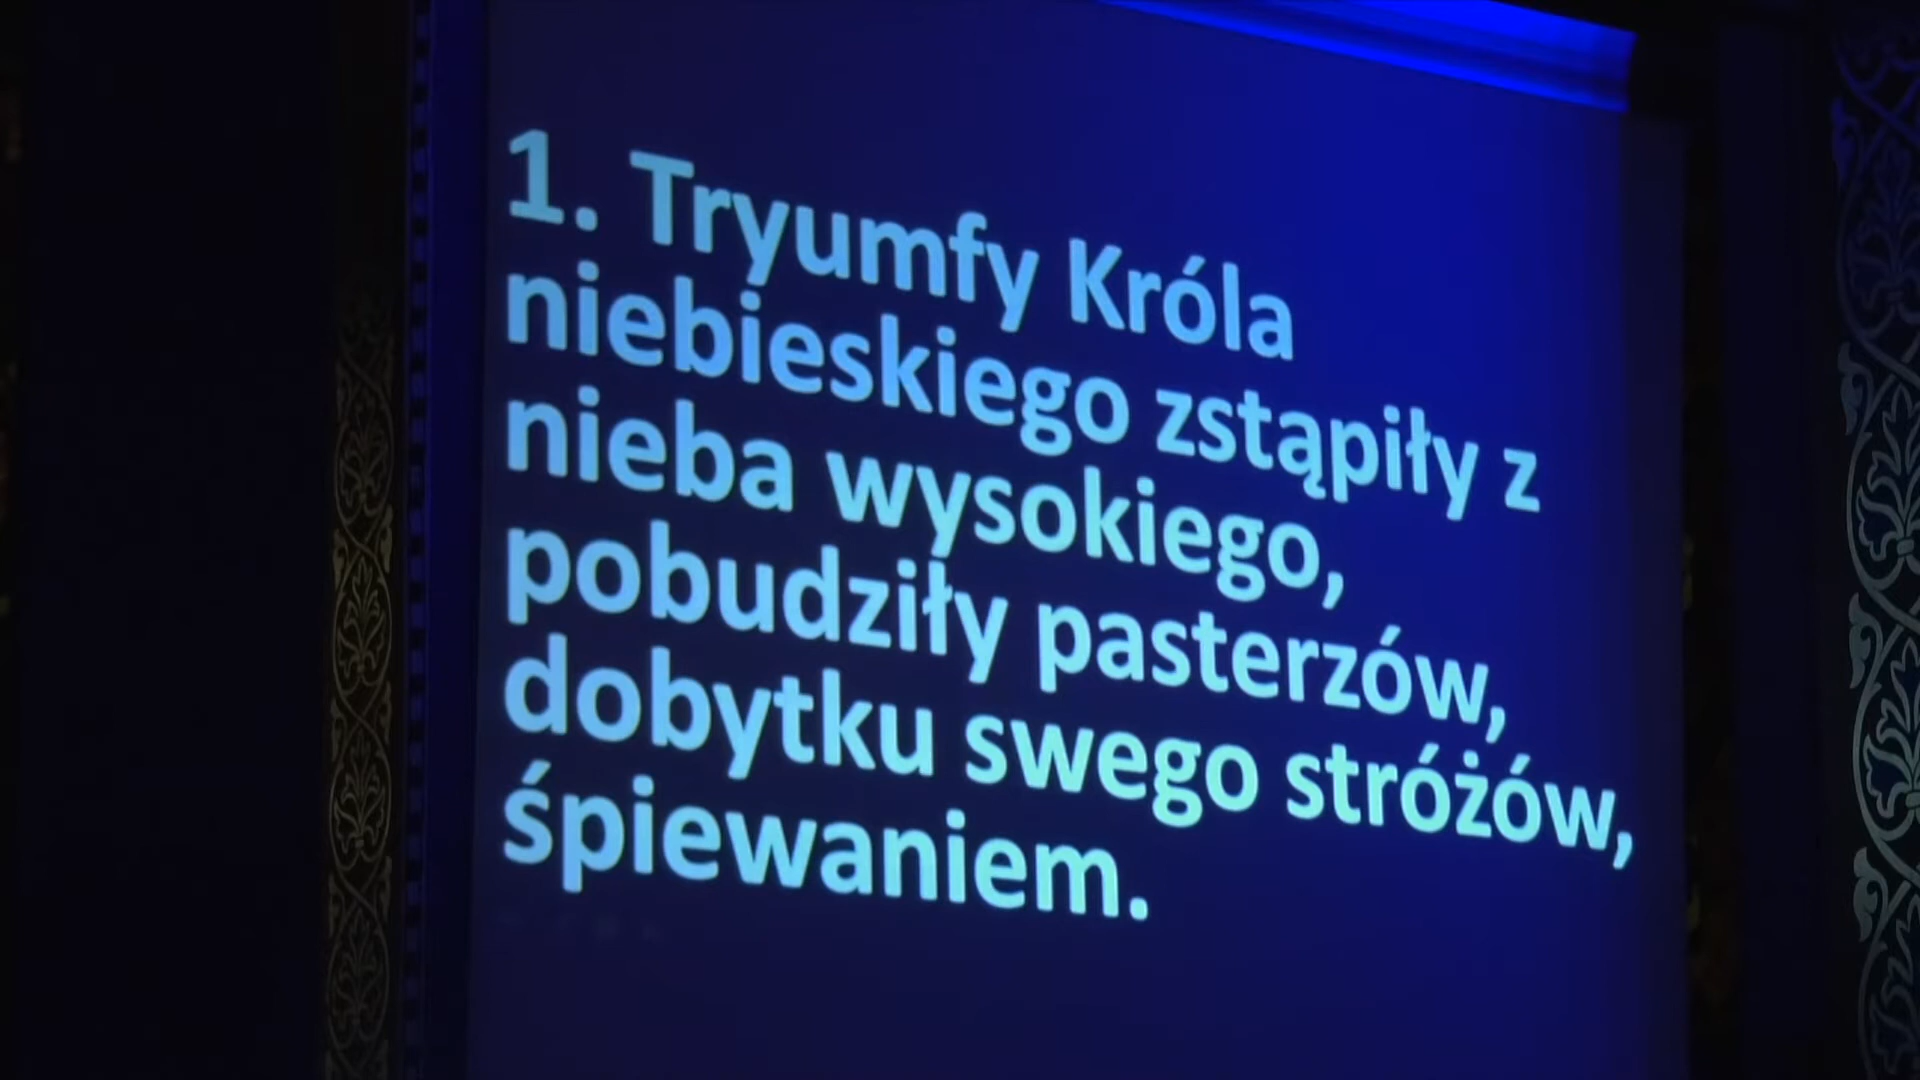 1. Tryumfy Króla
niebieskiego zstąpiły z
nieba wysokiego,
pobudziły pasterzów,
dobytku swego stróżów,
śpiewaniem.